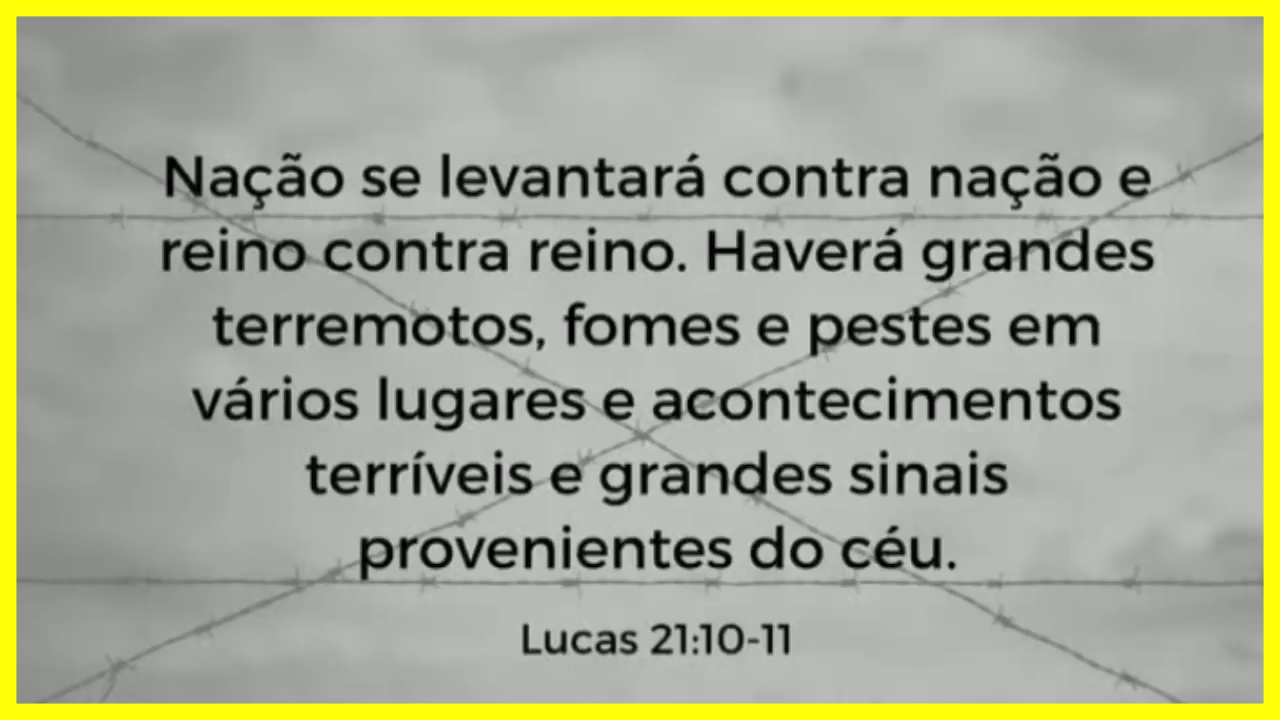 Nação se levantará contra nação e
reino contra reino. Haverá grandes
terremotos, fomes e pestes em
vários lugares e acontecimentos
terríveis e grandes sinais
provenientes do céu.
Lucas 21:10-11